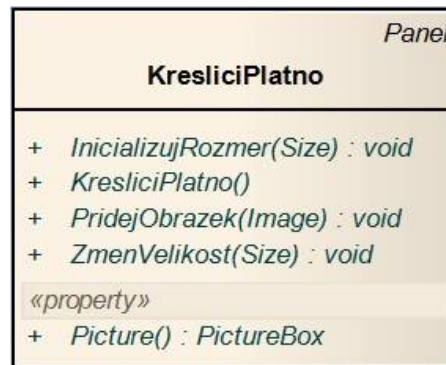 Panel
KresliciPlatno
+ InicializujRozmer(Size) : void
+ KresliciPlatno()
+ PridejObrazek(Image) : void
+ ZmenVelikost(Size) : void
«property»
+ Picture() : PictureBox